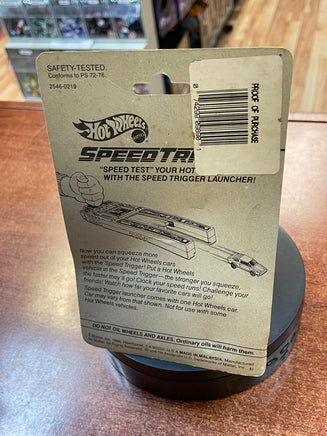 SAFETY-TESTED.
Conforms to PS 72-76.
2546-0219
PROOF OF PURCHASE
Hot Wheels
SPEEDTR
"SPEED TEST" YOUR HOT
WITH THE SPEED TRIGGER LAUNCHER!
Now you can squeeze more
speed out of your Hot Wheels cars
with the Speed Trigger! Put a Hot Wheels
vehicle in the Speed Trigger—the stronger you squeeze,
the faster they'll go! Clock your speed runs! Challenge your
friends! Watch how far your favorite cars will go!
Speed Trigger launcher comes with one Hot Wheels car.
Car may vary from that shown. Not for use with some
Hot Wheels vehicles.
DO NOT OIL WHEELS AND AXLES. Ordinary oils will harm them.
MADE IN MALAYSIA.